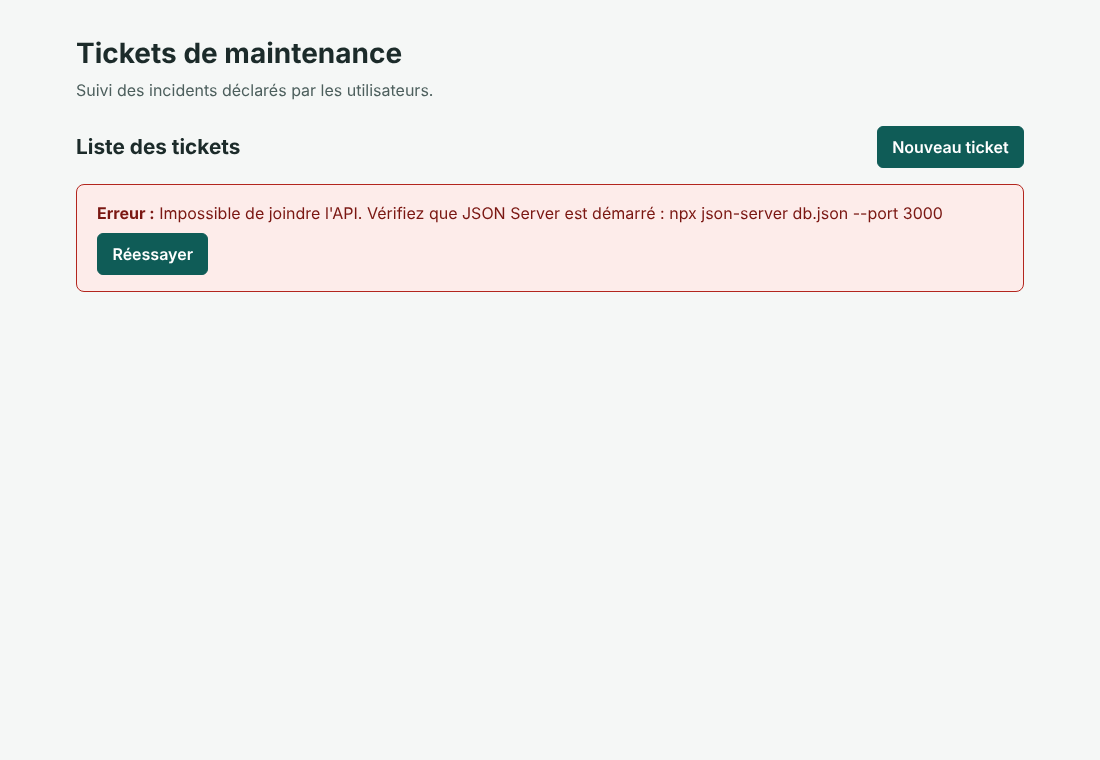 Tickets de maintenance
Suivi des incidents déclarés par les utilisateurs.
Liste des tickets
Nouveau ticket
Erreur : Impossible de joindre l'API. Vérifiez que JSON Server est démarré : npx json-server db.json --port 3000
Réessayer